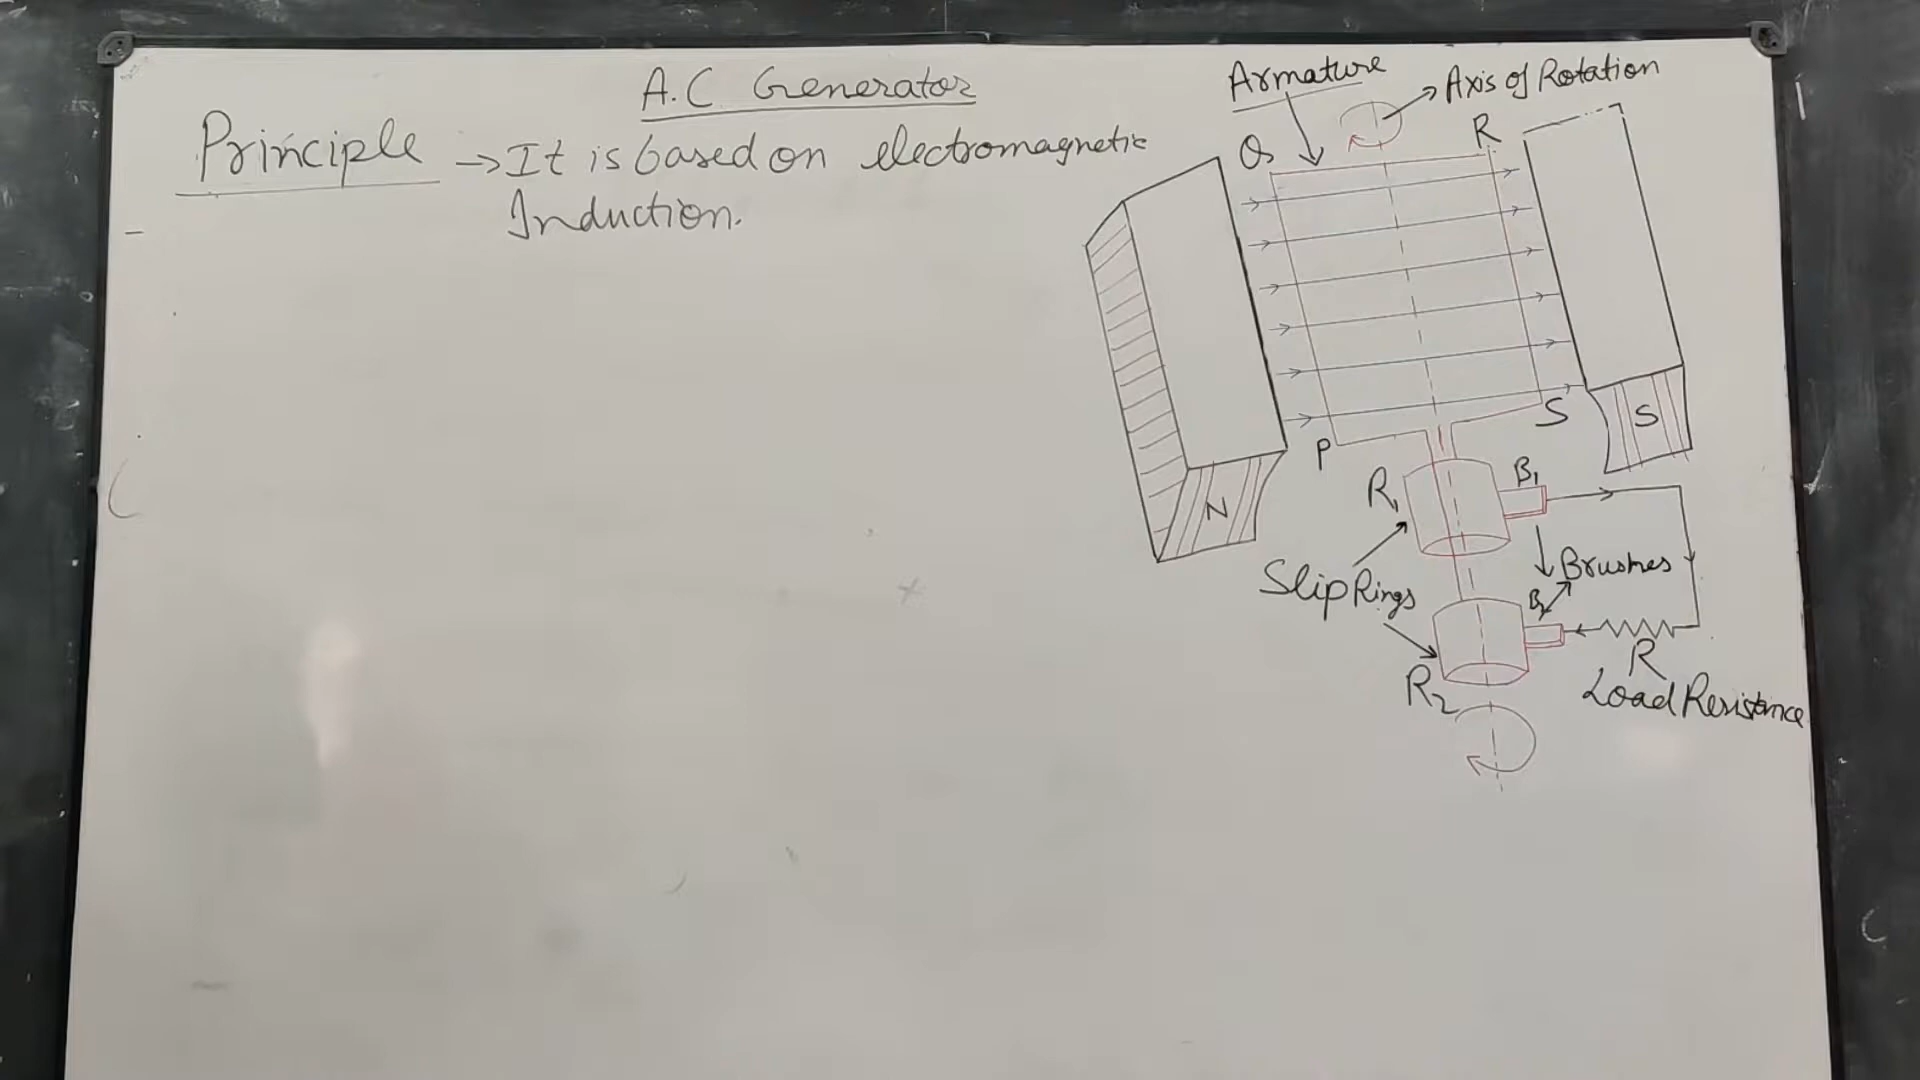 A.C Generator
Principle → It is based on electromagnetic
Induction.
Armature
Axis of Rotation
Q
R
P
S
N
S
R1
B1
Slip Rings
Brushes
B2
R2
R
Load Resistance